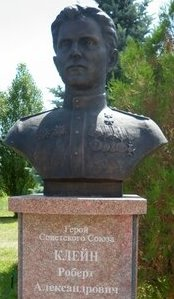 Герой
Советского Союза
КЛЕЙН
Роберт
Александрович